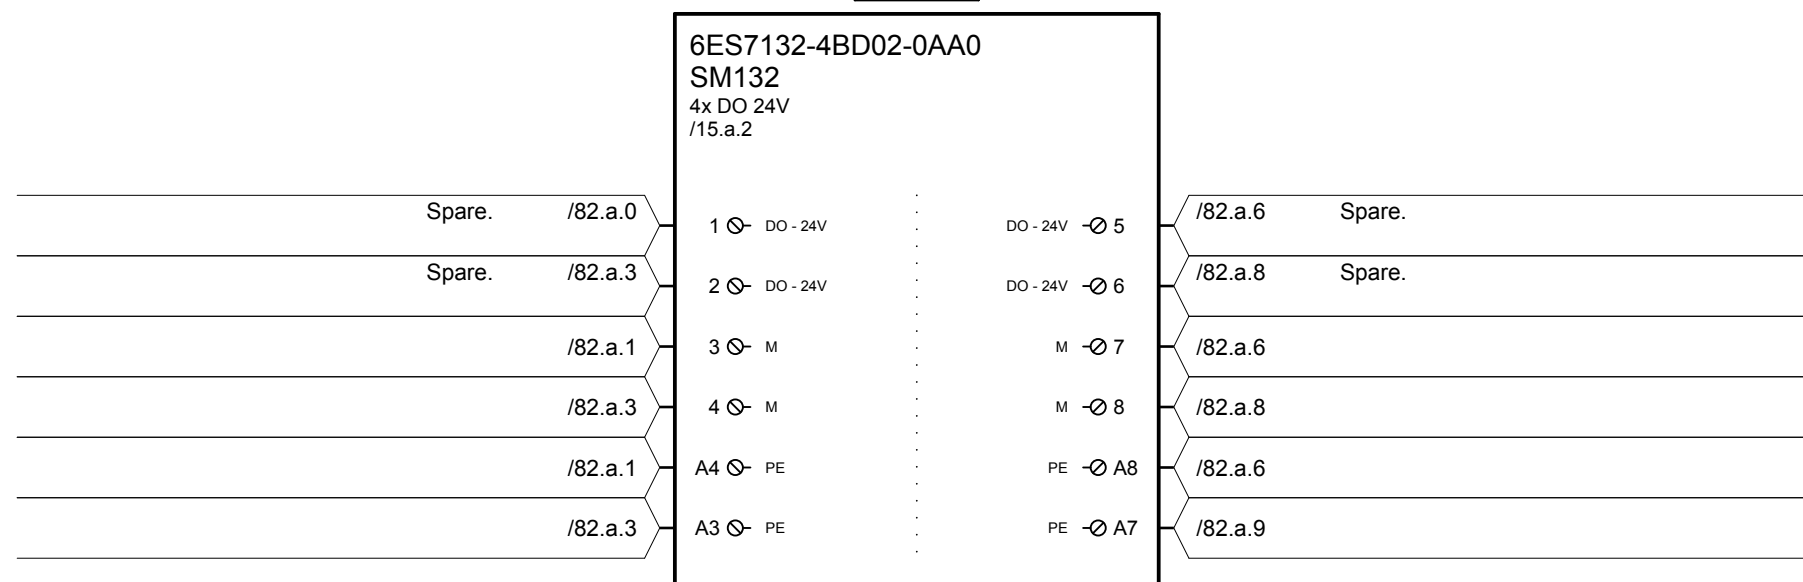 6ES7132-4BD02-0AA0
SM132
4x DO 24V
/15.a.2
Spare. /82.a.0 1 DO - 24V DO - 24V 5 /82.a.6 Spare.
Spare. /82.a.3 2 DO - 24V DO - 24V 6 /82.a.8 Spare.
/82.a.1 3 M M 7 /82.a.6
/82.a.3 4 M M 8 /82.a.8
/82.a.1 A4 PE PE A8 /82.a.6
/82.a.3 A3 PE PE A7 /82.a.9